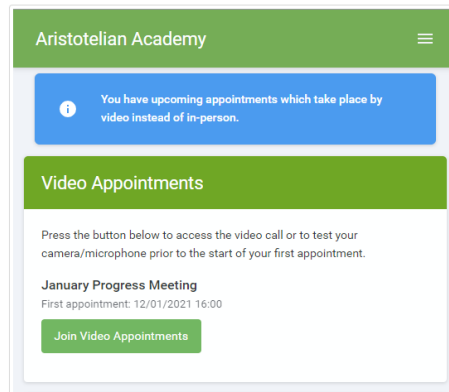 Aristotelian Academy
You have upcoming appointments which take place by
video instead of in-person.
Video Appointments
Press the button below to access the video call or to test your
camera/microphone prior to the start of your first appointment.
January Progress Meeting
First appointment: 12/01/2021 16:00
Join Video Appointments